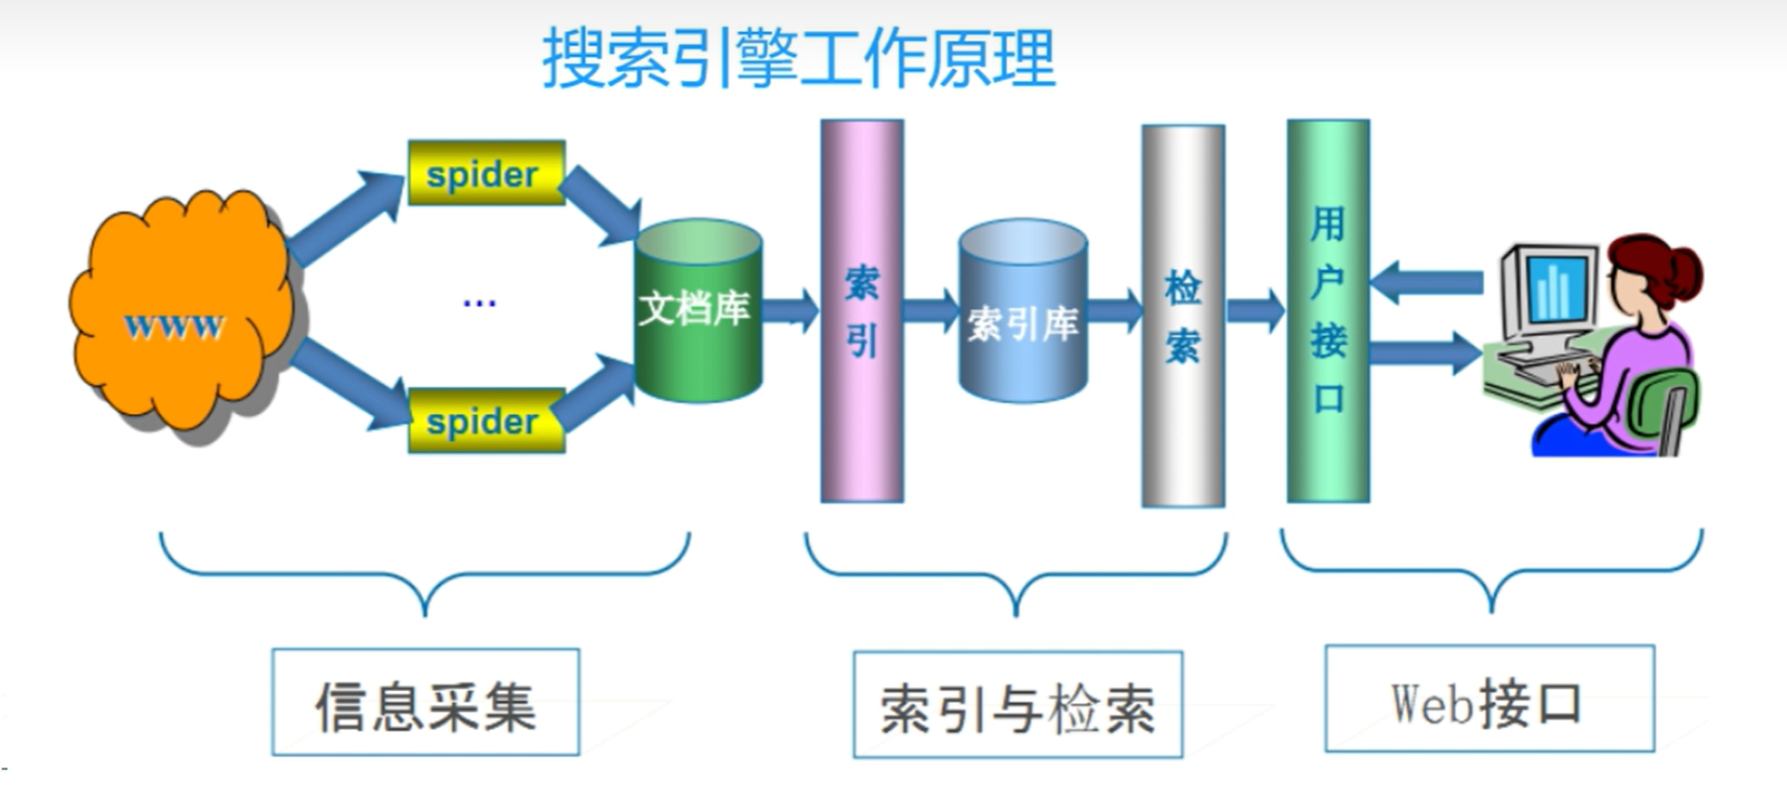 搜索引擎工作原理
www
spider
...
spider
文档库
索引
索引库
检索
用户接口
信息采集
索引与检索
Web接口